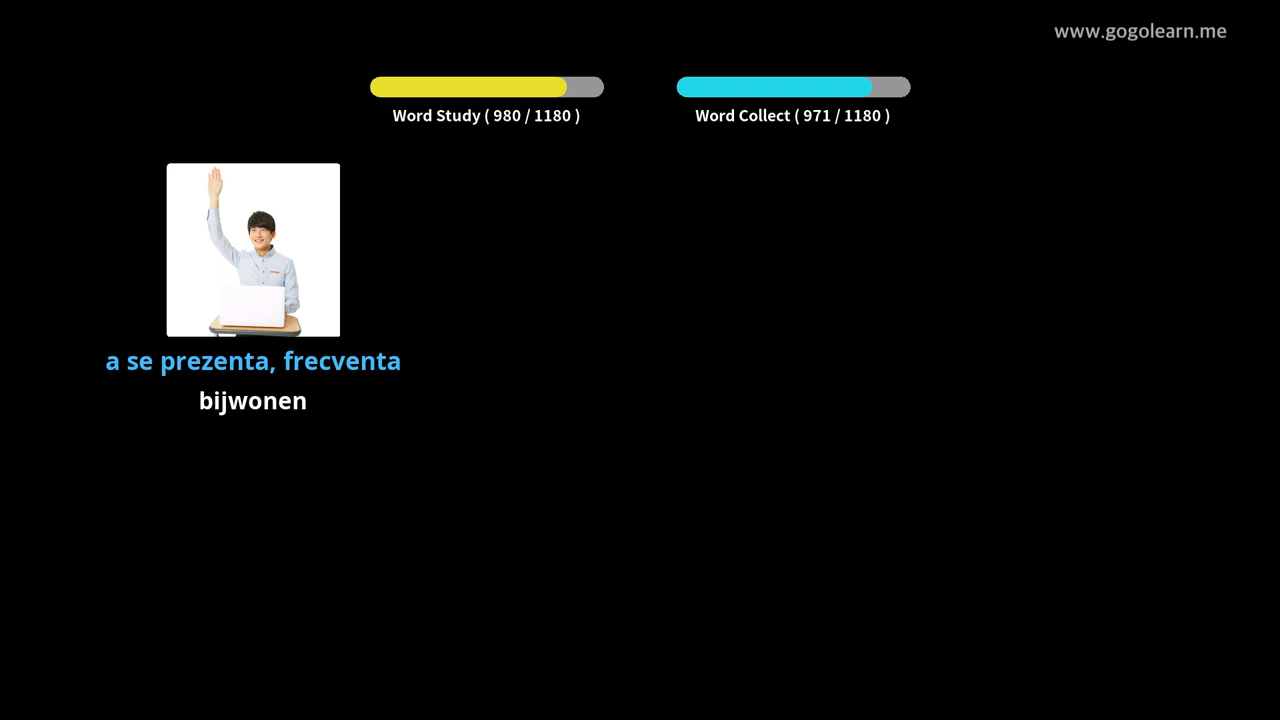 www.gogolearn.me
Word Study ( 980 / 1180 )
Word Collect ( 971 / 1180 )
a se prezenta, frecventa
bijwonen